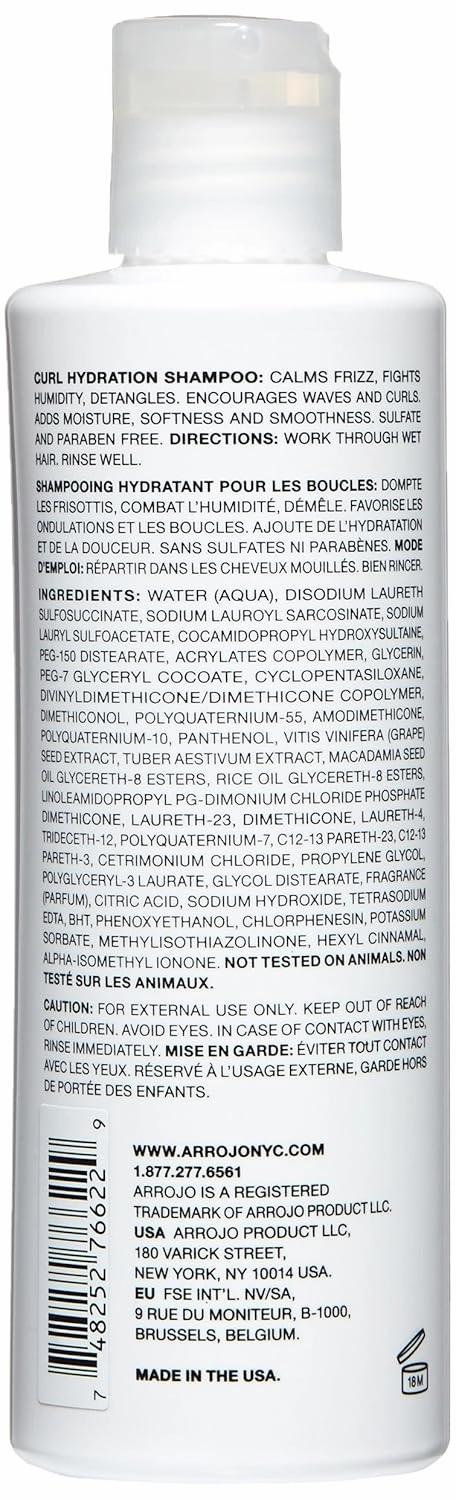 CURL HYDRATION SHAMPOO: CALMS FRIZZ, FIGHTS
HUMIDITY, DETANGLES. ENCOURAGES WAVES AND CURLS.
ADDS MOISTURE, SOFTNESS AND SMOOTHNESS. SULFATE
AND PARABEN FREE. DIRECTIONS: WORK THROUGH WET
HAIR. RINSE WELL.
SHAMPOOING HYDRATANT POUR LES BOUCLES: DOMPTE
LES FRISOTTIS, COMBAT L'HUMIDITÉ, DÉMÊLE. FAVORISE LES
ONDULATIONS ET LES BOUCLES. AJOUTE DE L'HYDRATATION
ET DE LA DOUCEUR. SANS SULFATES NI PARABÈNES. MODE
D'EMPLOI: RÉPARTIR DANS LES CHEVEUX MOUILLÉS. BIEN RINCER.
INGREDIENTS: WATER (AQUA), DISODIUM LAURETH
SULFOSUCCINATE, SODIUM LAUROYL SARCOSINATE, SODIUM
LAURYL SULFOACETATE, COCAMIDOPROPYL HYDROXYSULTAINE,
PEG-150 DISTEARATE, ACRYLATES COPOLYMER, GLYCERIN,
PEG-7 GLYCERYL COCOATE, CYCLOPENTASILOXANE,
DIVINYLDIMETHICONE/DIMETHICONE COPOLYMER,
DIMETHICONOL, POLYQUATERNIUM-55, AMODIMETHICONE,
POLYQUATERNIUM-10, PANTHENOL, VITIS VINIFERA (GRAPE)
SEED EXTRACT, TUBER AESTIVUM EXTRACT, MACADAMIA SEED
OIL GLYCERETH-8 ESTERS, RICE OIL GLYCERETH-8 ESTERS,
LINOLEAMIDOPROPYL PG-DIMONIUM CHLORIDE PHOSPHATE
DIMETHICONE, LAURETH-23, DIMETHICONE, LAURETH-4,
TRIDECETH-12, POLYQUATERNIUM-7, C12-13 PARETH-23, C12-13
PARETH-3, CETRIMONIUM CHLORIDE, PROPYLENE GLYCOL,
POLYGLYCERYL-3 LAURATE, GLYCOL DISTEARATE, FRAGRANCE
(PARFUM), CITRIC ACID, SODIUM HYDROXIDE, TETRASODIUM
EDTA, BHT, PHENOXYETHANOL, CHLORPHENESIN, POTASSIUM
SORBATE, METHYLISOTHIAZOLINONE, HEXYL CINNAMAL,
ALPHA-ISOMETHYL IONONE. NOT TESTED ON ANIMALS. NON
TESTÉ SUR LES ANIMAUX.
CAUTION: FOR EXTERNAL USE ONLY. KEEP OUT OF REACH
OF CHILDREN. AVOID EYES. IN CASE OF CONTACT WITH EYES,
RINSE IMMEDIATELY. MISE EN GARDE: ÉVITER TOUT CONTACT
AVEC LES YEUX. RÉSERVÉ À L'USAGE EXTERNE, GARDE HORS
DE PORTÉE DES ENFANTS.
7 48252 76622 9
WWW.ARROJONYC.COM
1.877.277.6561
ARROJO IS A REGISTERED
TRADEMARK OF ARROJO PRODUCT LLC.
USA ARROJO PRODUCT LLC,
180 VARICK STREET,
NEW YORK, NY 10014 USA.
EU FSE INT'L. NV/SA,
9 RUE DU MONITEUR, B-1000,
BRUSSELS, BELGIUM.
MADE IN THE USA.
18M